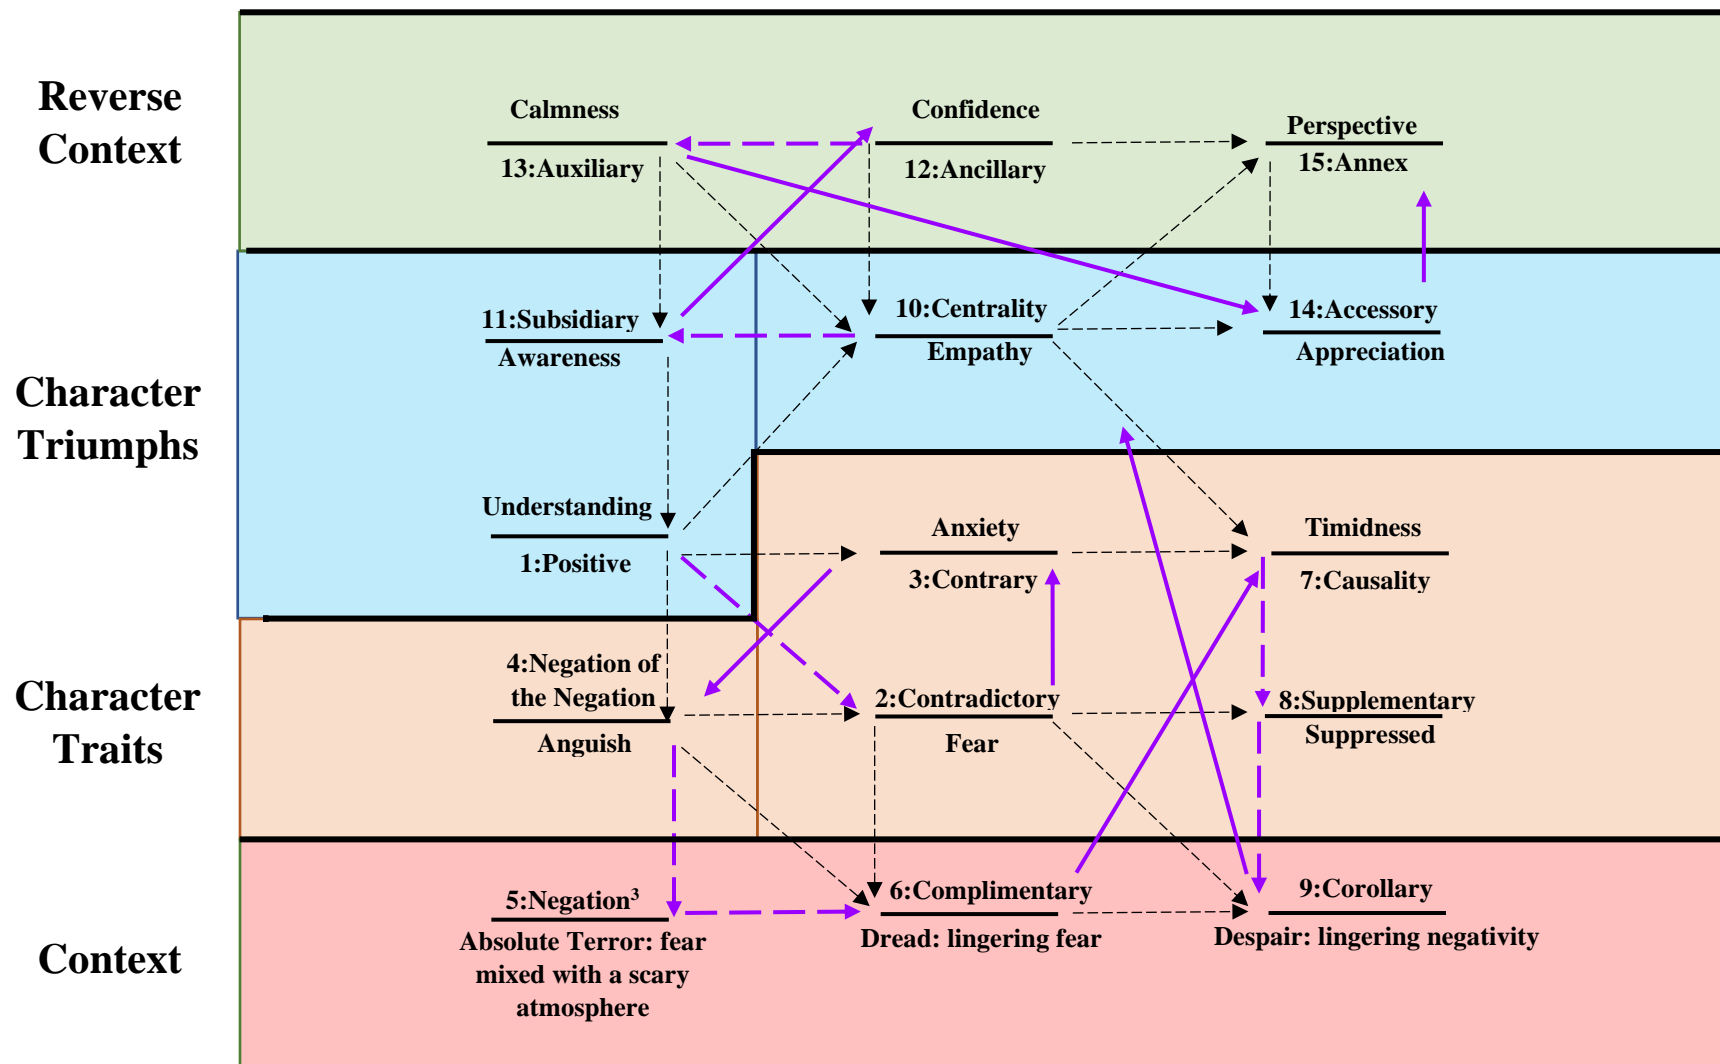 Reverse
Context
Calmness
13:Auxiliary
Confidence
12:Ancillary
Perspective
15:Annex
Character
Triumphs
11:Subsidiary
Awareness
10:Centrality
Empathy
14:Accessory
Appreciation
Understanding
1:Positive
Anxiety
3:Contrary
Timidness
7:Causality
Character
Traits
4:Negation of
the Negation
Anguish
2:Contradictory
Fear
8:Supplementary
Suppressed
Context
5:Negation³
Absolute Terror: fear
mixed with a scary
atmosphere
6:Complimentary
Dread: lingering fear
9:Corollary
Despair: lingering negativity